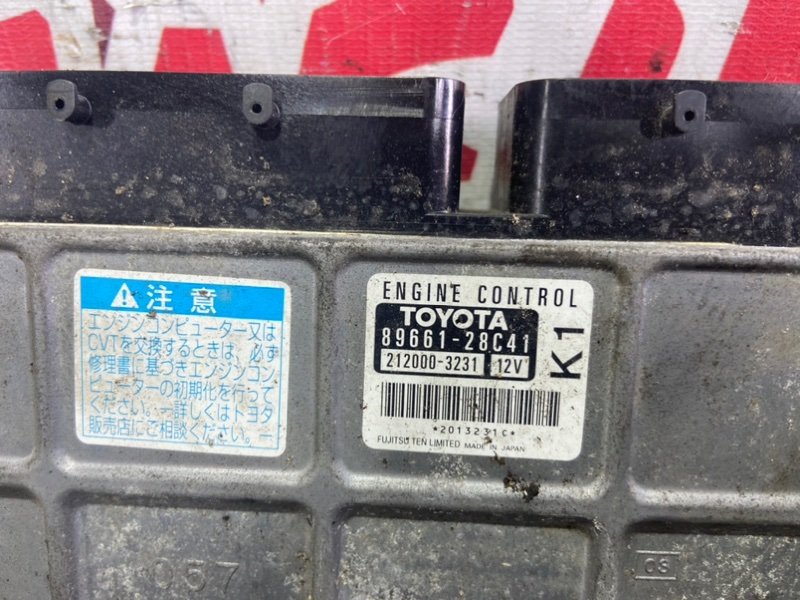 注意
エンジンコンピューター又は
CVTを交換するときは、必ず
修理書に基づきエンジンコン
ピューターの初期化を行って
ください。一詳しくはトヨタ
販売店にご相談ください。一
ENGINE CONTROL
TOYOTA
89661-28C41
212000-3231 12V
K1
*2013231C*
FUJITSU TEN LIMITED MADE IN JAPAN
057